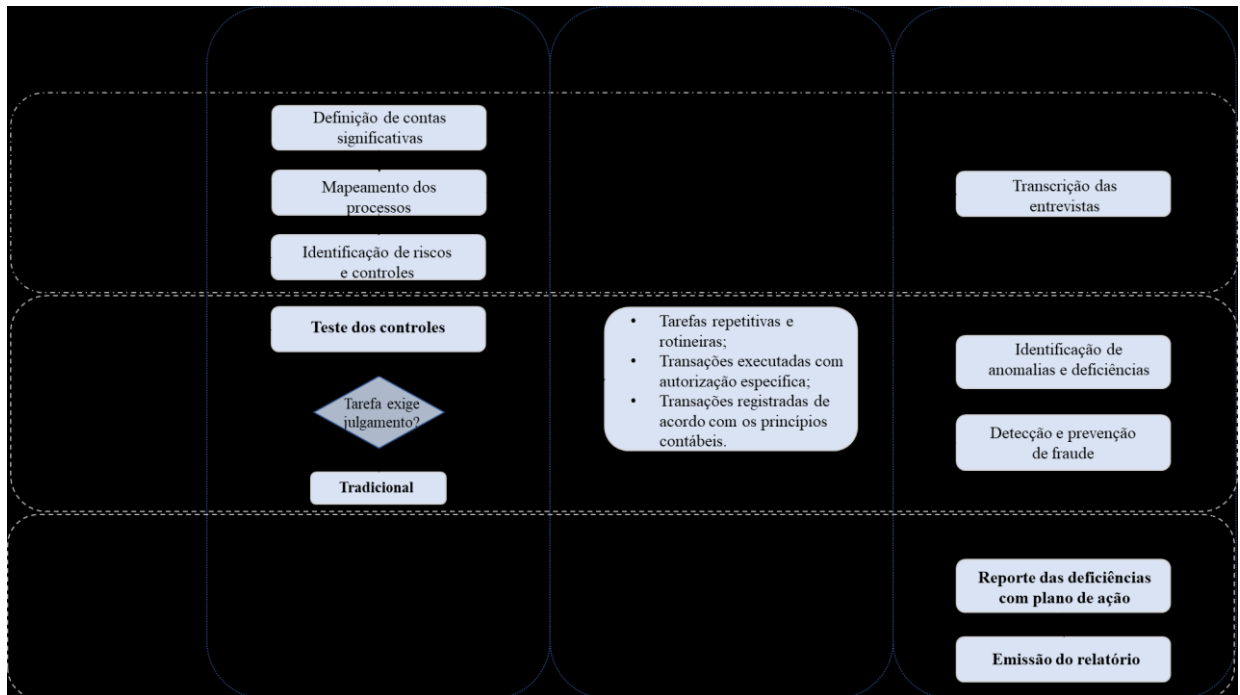 Definição de contas
significativas
Mapeamento dos
processos
Transcrição das
entrevistas
Identificação de riscos
e controles
Teste dos controles
Tarefa exige
julgamento?
Tradicional
• Tarefas repetitivas e
rotineiras;
• Transações executadas com
autorização específica;
• Transações registradas de
acordo com os princípios
contábeis.
Identificação de
anomalias e deficiências
Detecção e prevenção
de fraude
Reporte das deficiências
com plano de ação
Emissão do relatório